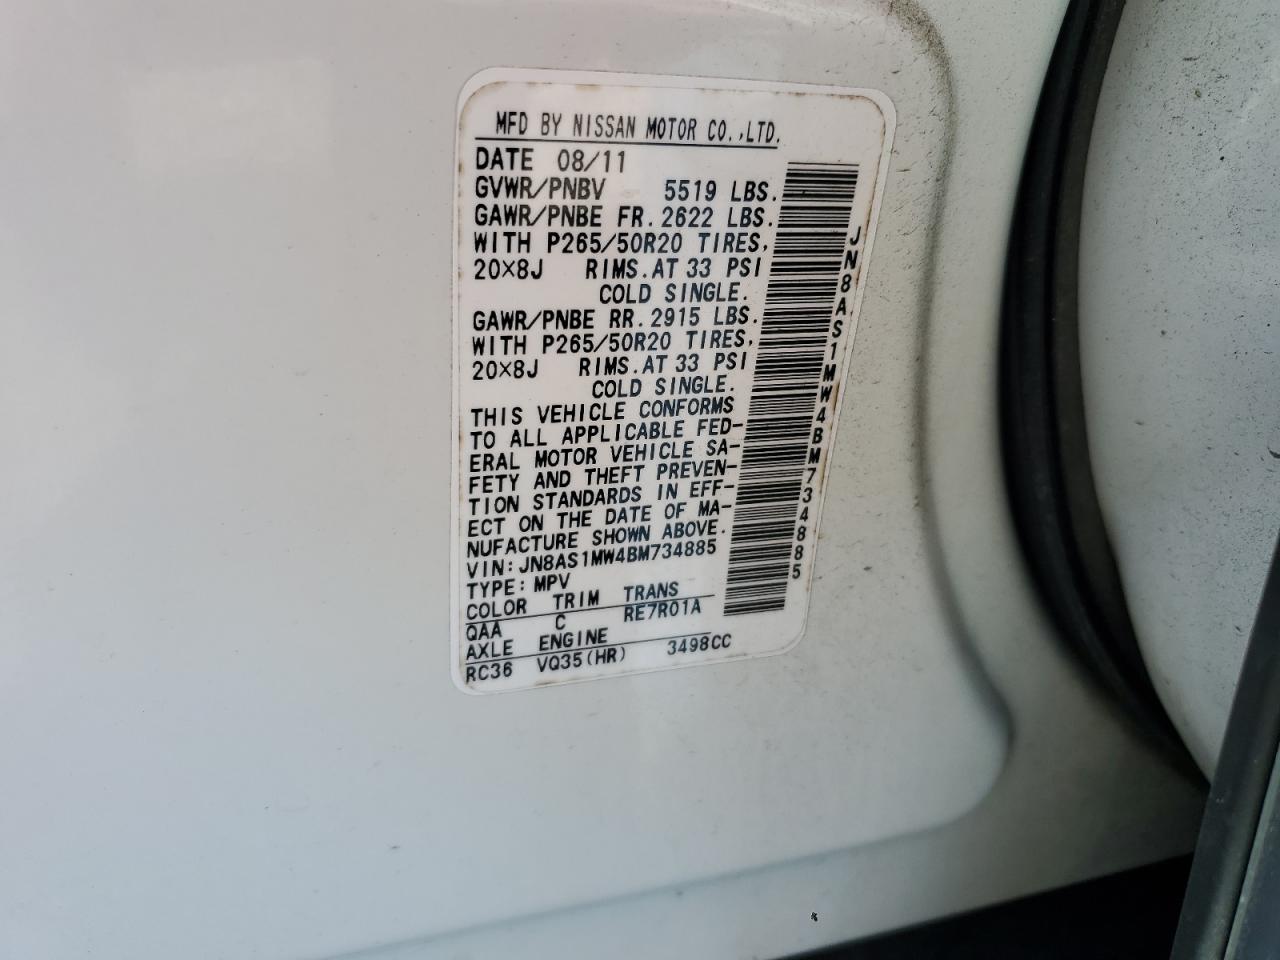 MFD BY NISSAN MOTOR CO.,LTD.
DATE 08/11
GVWR/PNBV 5519 LBS.
GAWR/PNBE FR. 2622 LBS.
WITH P265/50R20 TIRES,
20×8J RIMS. AT 33 PSI
COLD SINGLE.
GAWR/PNBE RR. 2915 LBS.
WITH P265/50R20 TIRES,
20×8J RIMS. AT 33 PSI
COLD SINGLE.
THIS VEHICLE CONFORMS
TO ALL APPLICABLE FED-
ERAL MOTOR VEHICLE SA-
FETY AND THEFT PREVEN-
TION STANDARDS IN EFF-
ECT ON THE DATE OF MA-
NUFACTURE SHOWN ABOVE.
VIN: JN8AS1MW4BM734885
TYPE: MPV
COLOR TRIM TRANS
QAA C RE7R01A
AXLE ENGINE
RC36 VQ35(HR) 3498CC
JN8AS1MW4BM734885